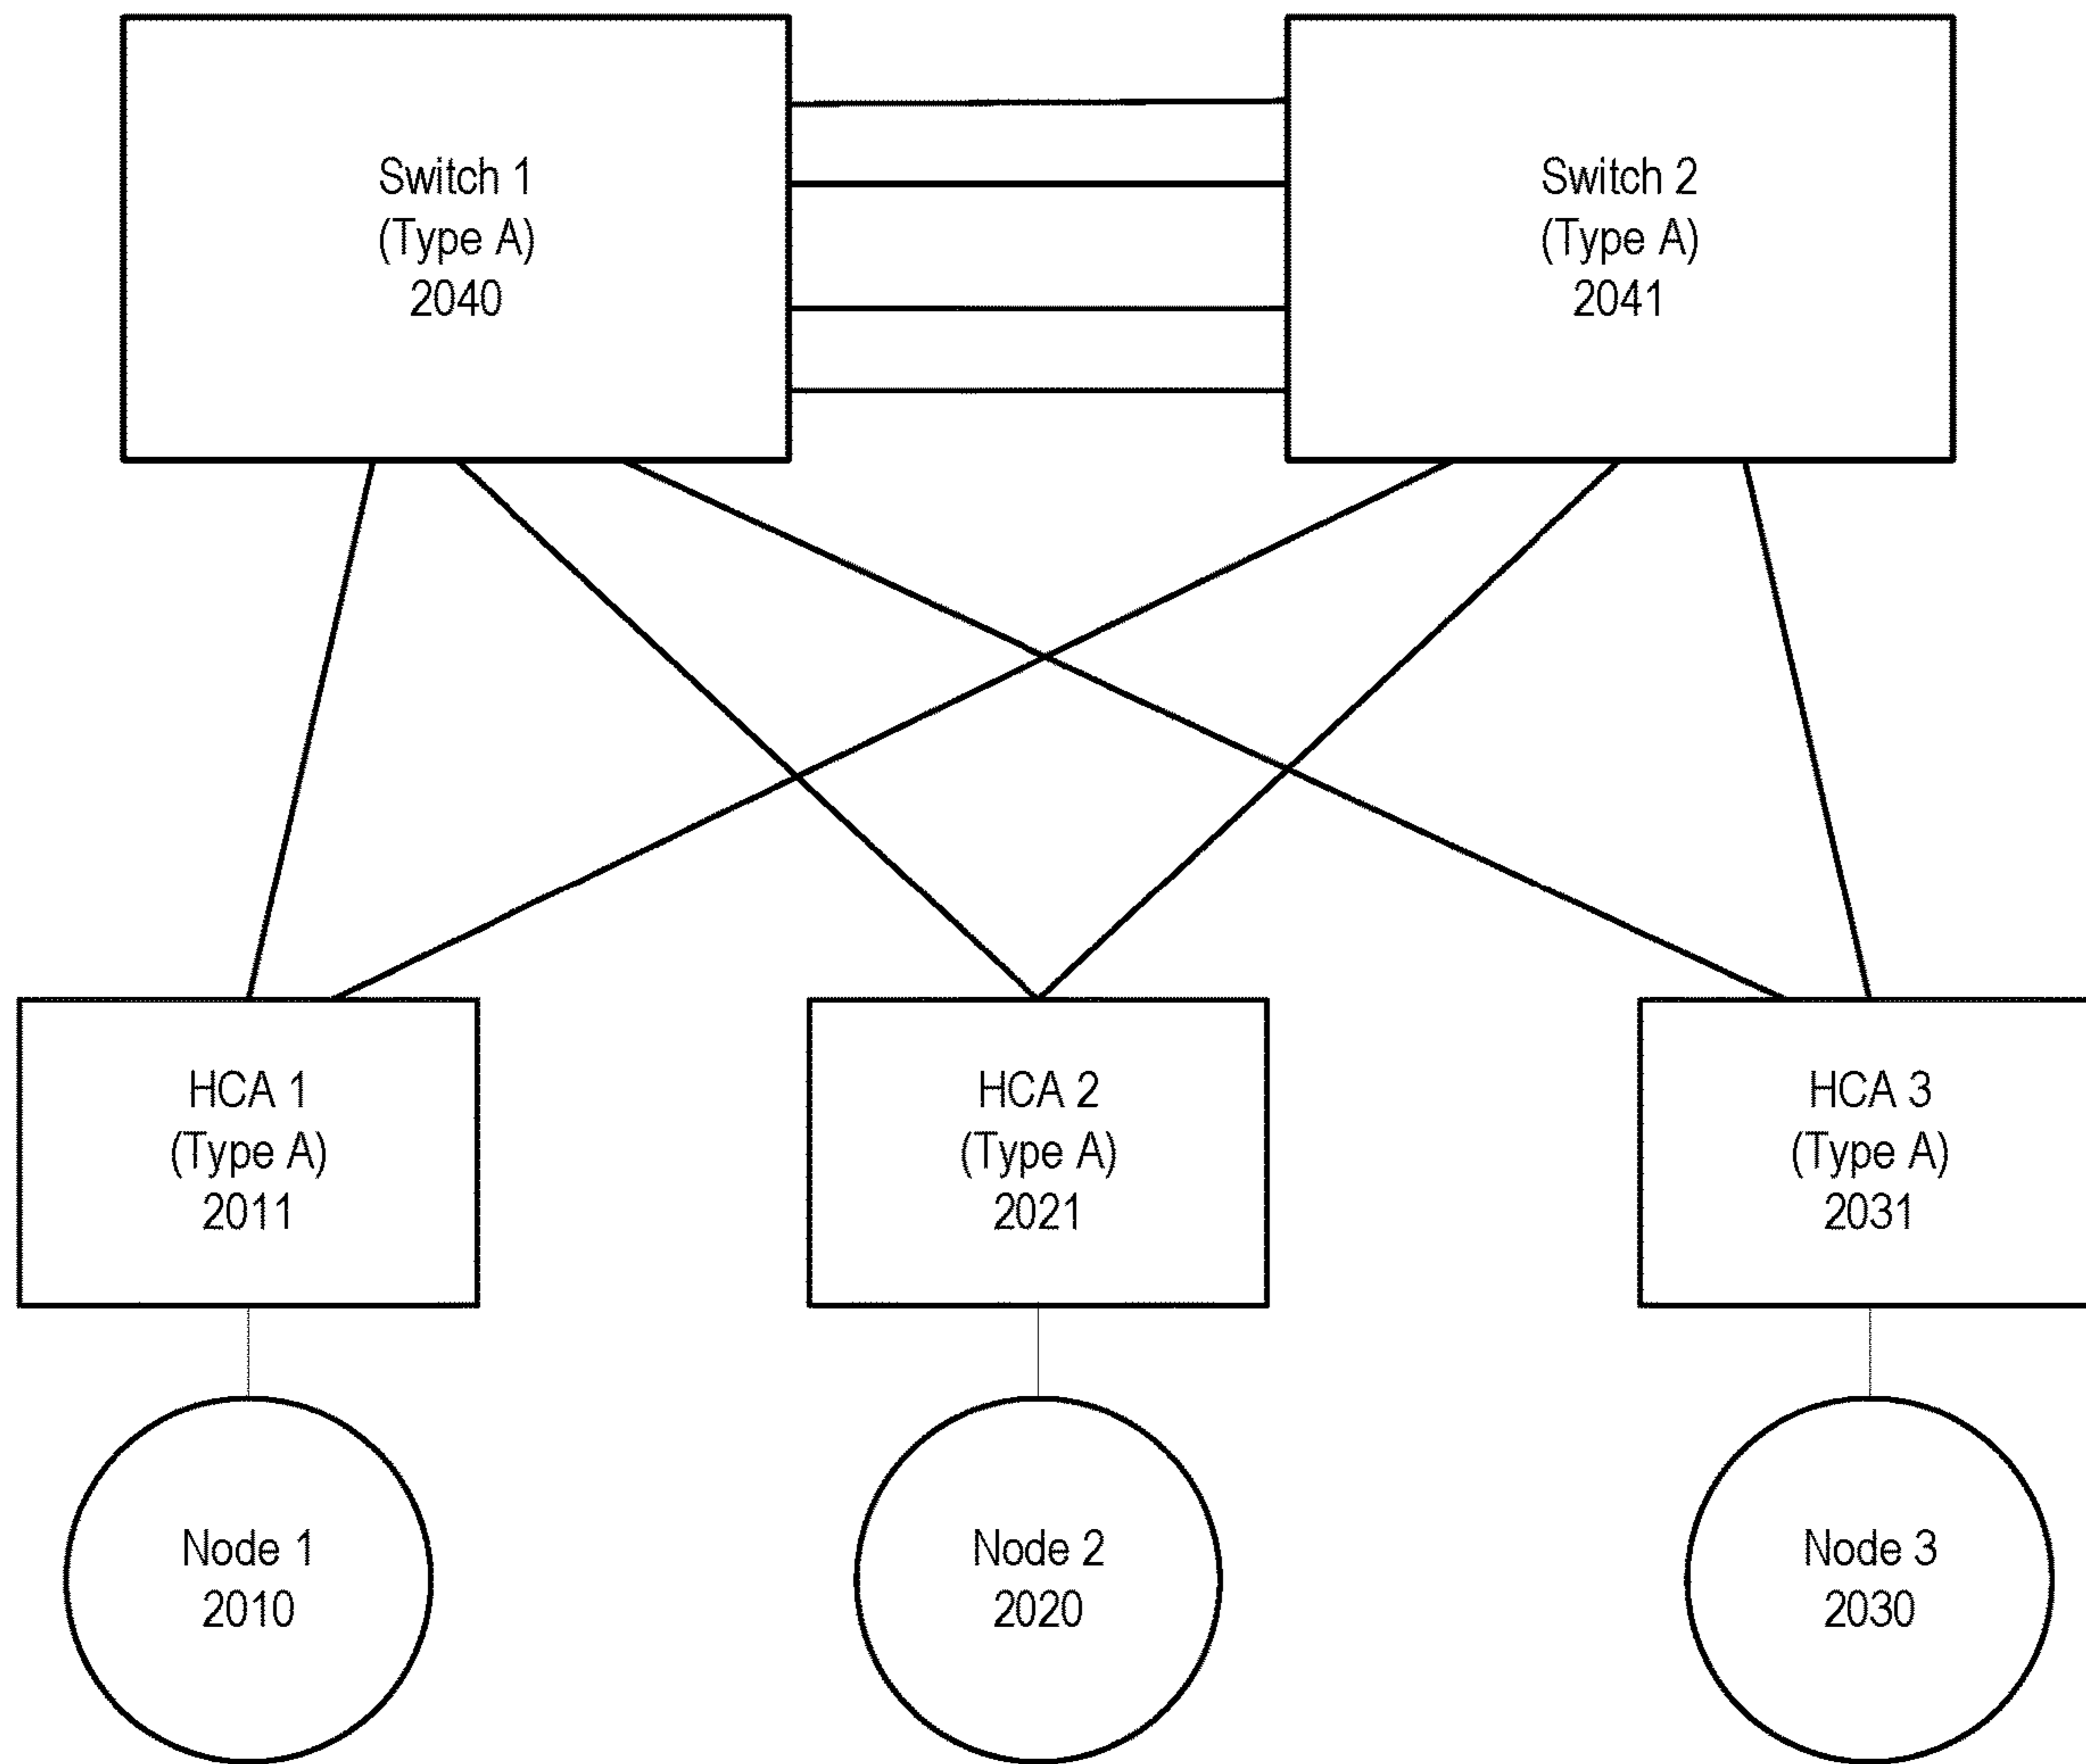 Switch 1
(Type A)
2040
Switch 2
(Type A)
2041
HCA 1
(Type A)
2011
HCA 2
(Type A)
2021
HCA 3
(Type A)
2031
Node 1
2010
Node 2
2020
Node 3
2030